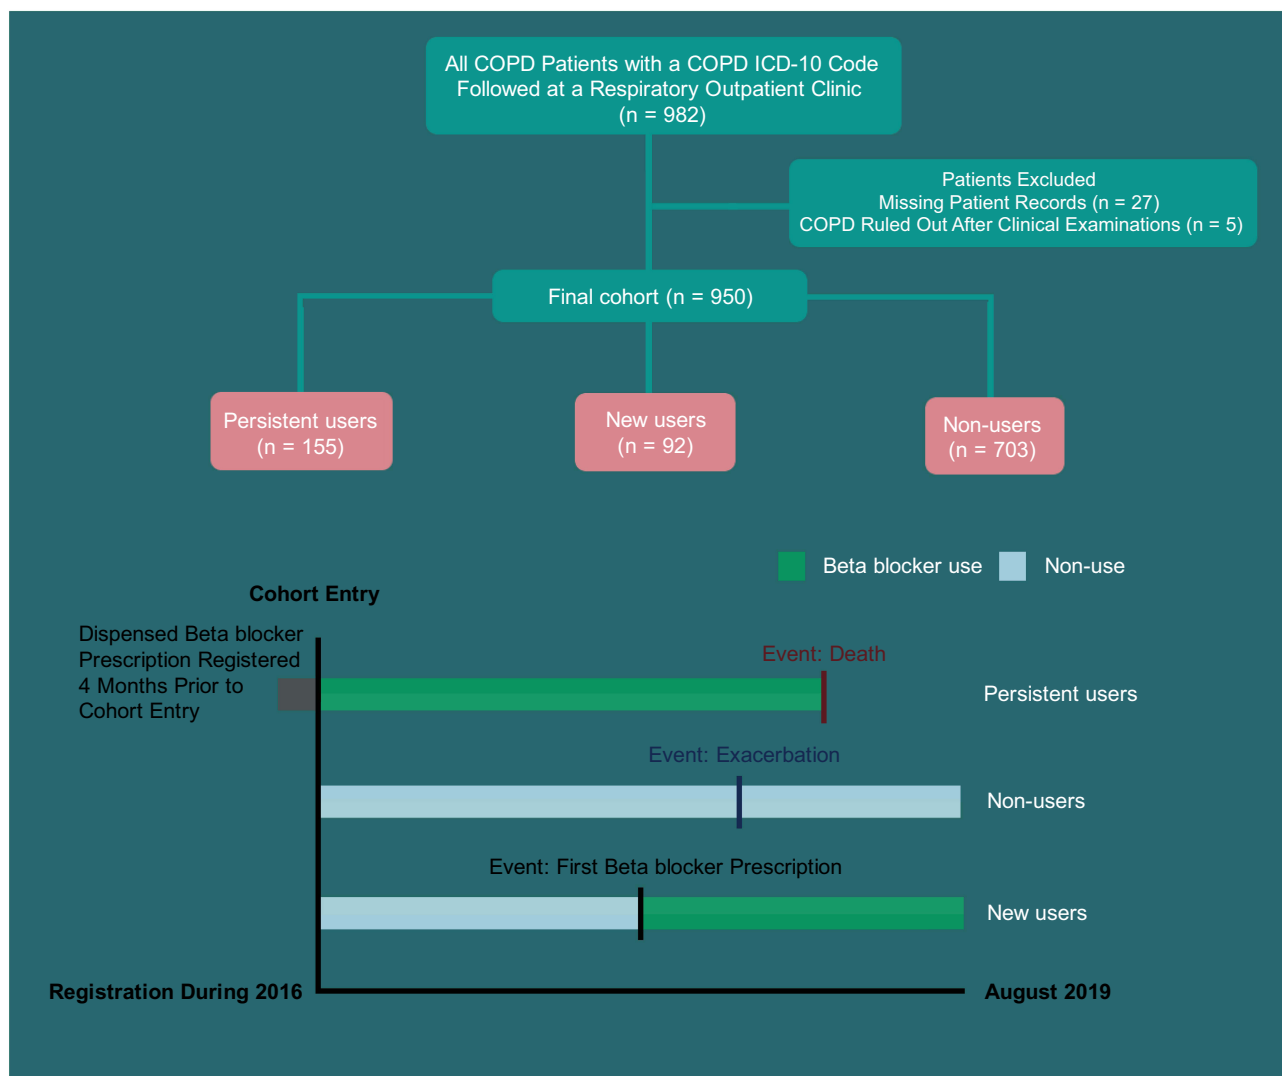 All COPD Patients with a COPD ICD-10 Code
Followed at a Respiratory Outpatient Clinic
(n = 982)
Patients Excluded
Missing Patient Records (n = 27)
COPD Ruled Out After Clinical Examinations (n = 5)
Final cohort (n = 950)
Persistent users
(n = 155)
New users
(n = 92)
Non-users
(n = 703)
Beta blocker use
Non-use
Cohort Entry
Dispensed Beta blocker
Prescription Registered
4 Months Prior to
Cohort Entry
Event: Death
Persistent users
Event: Exacerbation
Non-users
Event: First Beta blocker Prescription
New users
Registration During 2016
August 2019